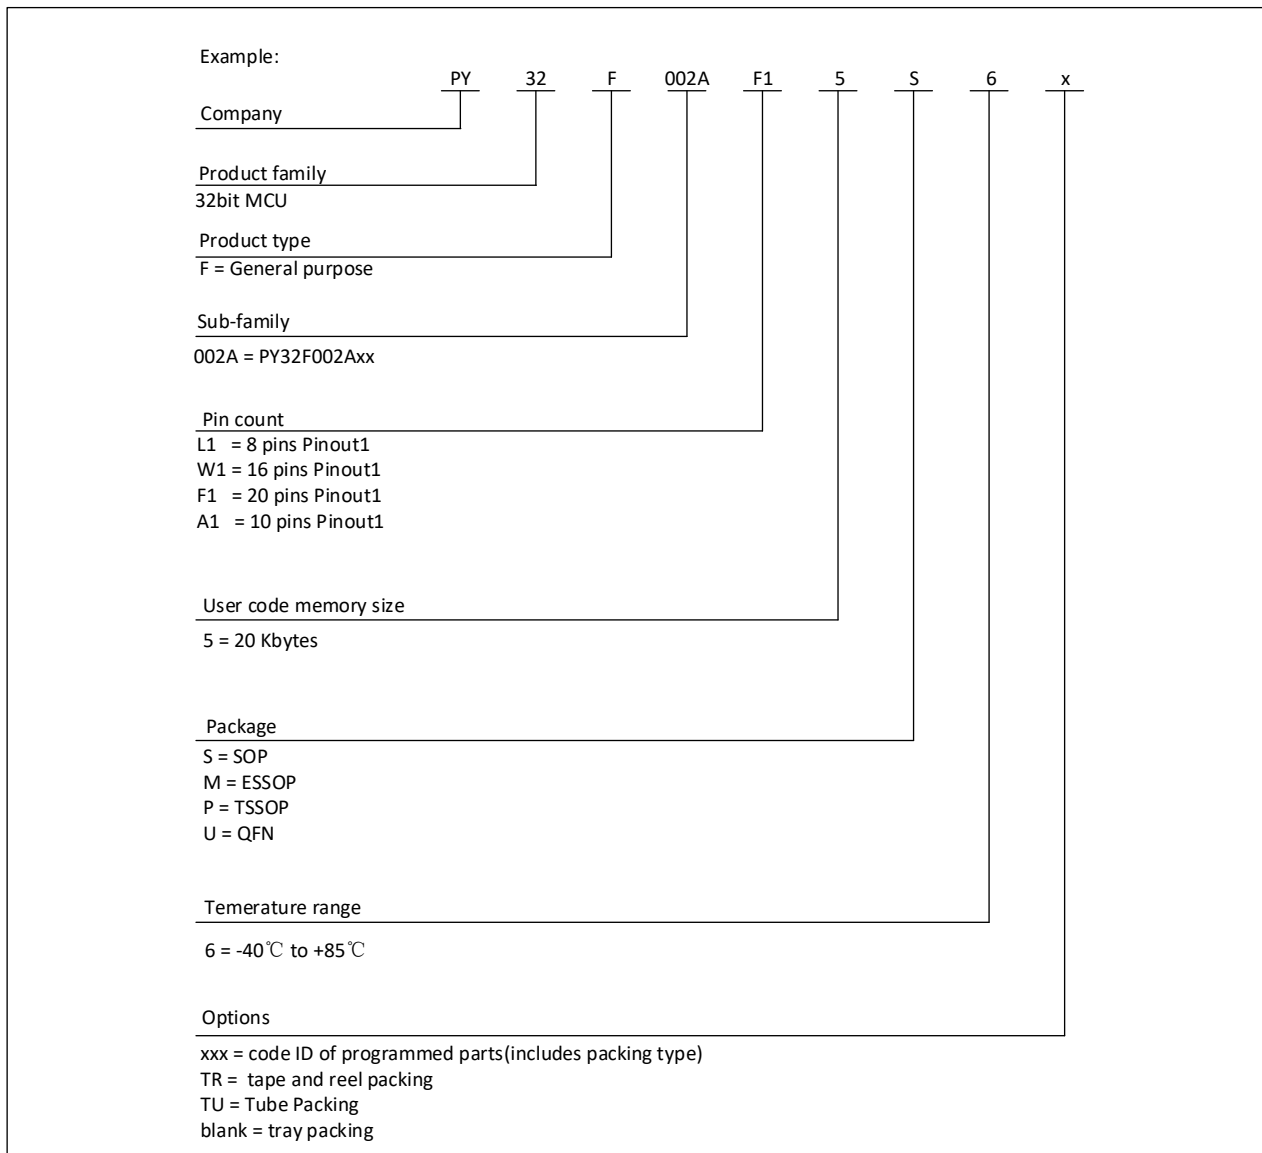 Example:
PY 32 F 002A F1 5 S 6 x
Company
Product family
32bit MCU
Product type
F = General purpose
Sub-family
002A = PY32F002Axx
Pin count
L1 = 8 pins Pinout1
W1 = 16 pins Pinout1
F1 = 20 pins Pinout1
A1 = 10 pins Pinout1
User code memory size
5 = 20 Kbytes
Package
S = SOP
M = ESSOP
P = TSSOP
U = QFN
Temerature range
6 = -40℃ to +85℃
Options
xxx = code ID of programmed parts(includes packing type)
TR = tape and reel packing
TU = Tube Packing
blank = tray packing